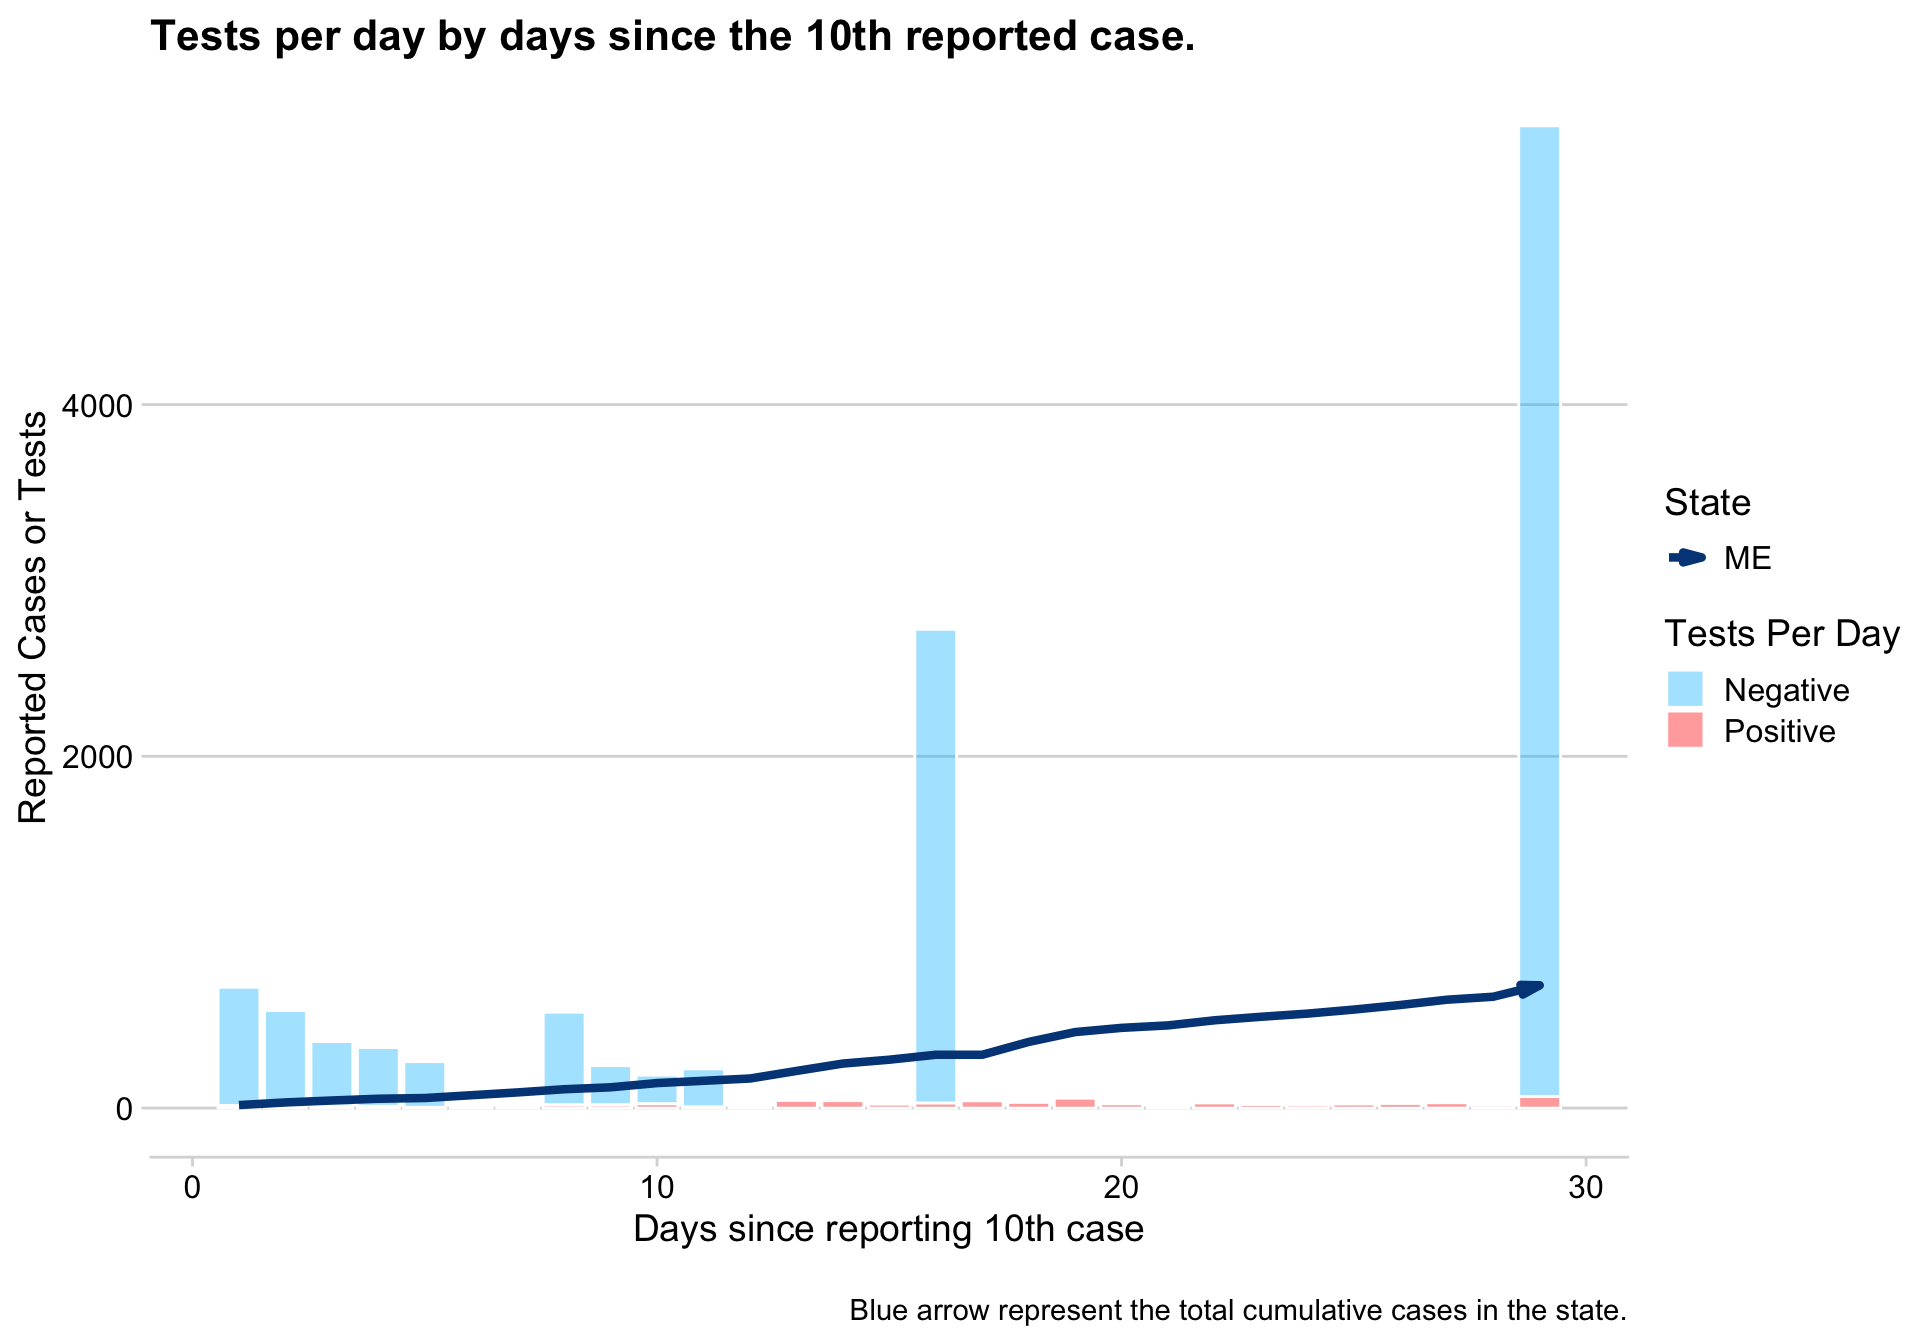 Tests per day by days since the 10th reported case.
Reported Cases or Tests
4000
2000
0
0
10
20
30
Days since reporting 10th case
State
ME
Tests Per Day
Negative
Positive
Blue arrow represent the total cumulative cases in the state.